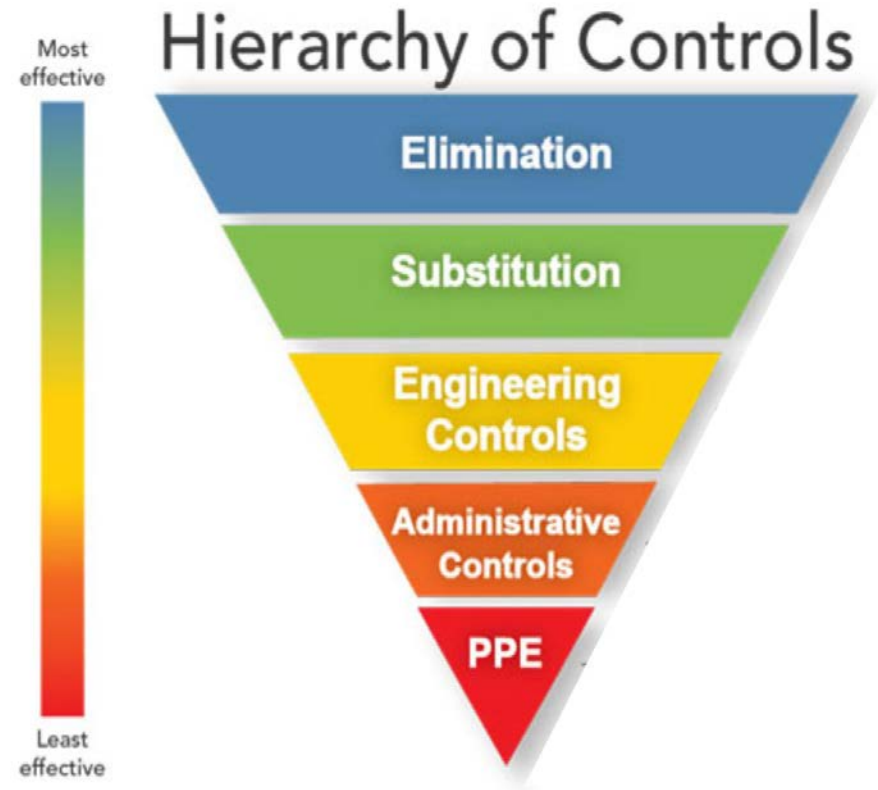 Hierarchy of Controls
Most
effective
Elimination
Substitution
Engineering
Controls
Administrative
Controls
PPE
Least
effective